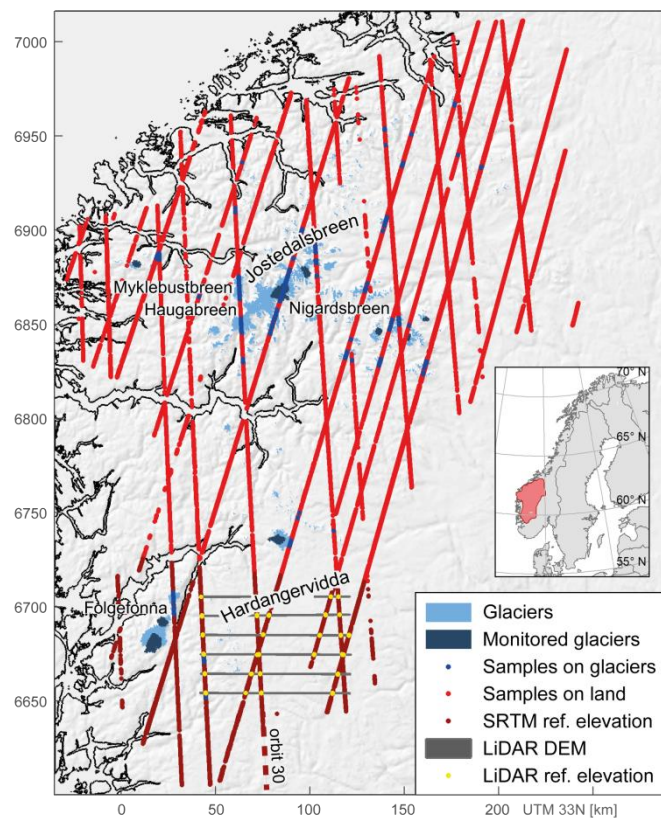 7000
6950
6900
6850
6800
6750
6700
6650
Jostedalsbreen
Myklebustbreen
Haugabreen
Nigardsbreen
Hardangervidda
Folgefonna
orbit 30
70° N
65° N
60° N
55° N
Glaciers
Monitored glaciers
Samples on glaciers
Samples on land
SRTM ref. elevation
LiDAR DEM
LiDAR ref. elevation
0 50 100 150 200 UTM 33N [km]